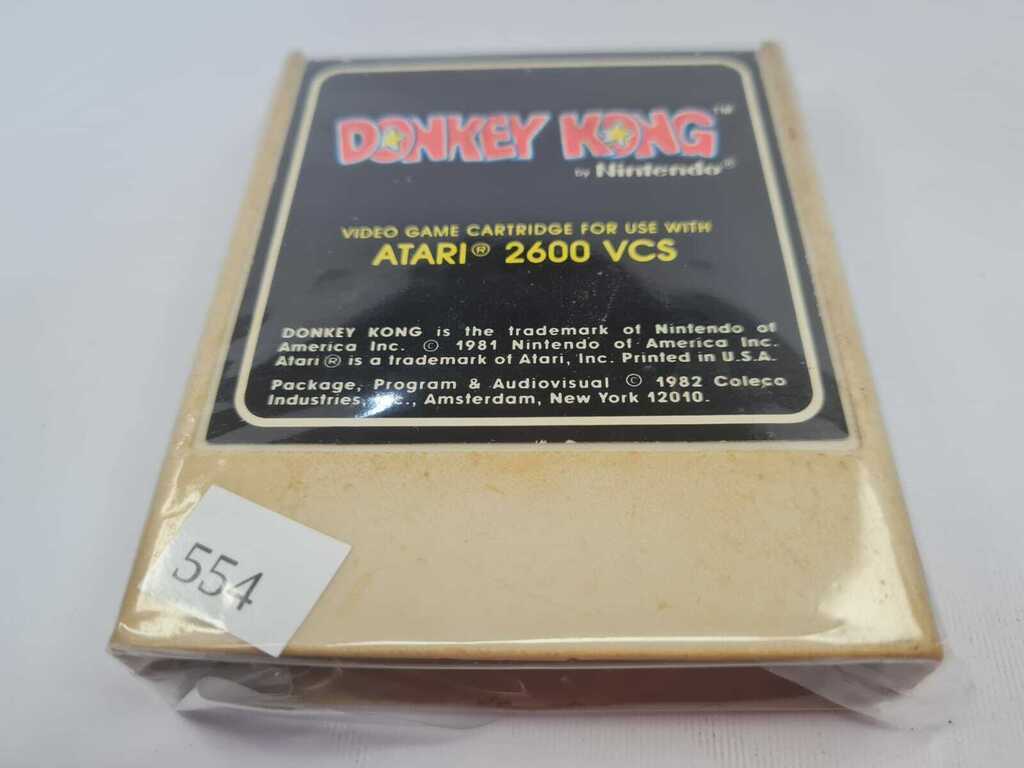 DONKEY KONG™
by Nintendo®
VIDEO GAME CARTRIDGE FOR USE WITH
ATARI® 2600 VCS
DONKEY KONG is the trademark of Nintendo of
America Inc. © 1981 Nintendo of America Inc.
Atari® is a trademark of Atari, Inc. Printed in U.S.A.
Package, Program & Audiovisual © 1982 Coleco
Industries, Inc., Amsterdam, New York 12010.
554